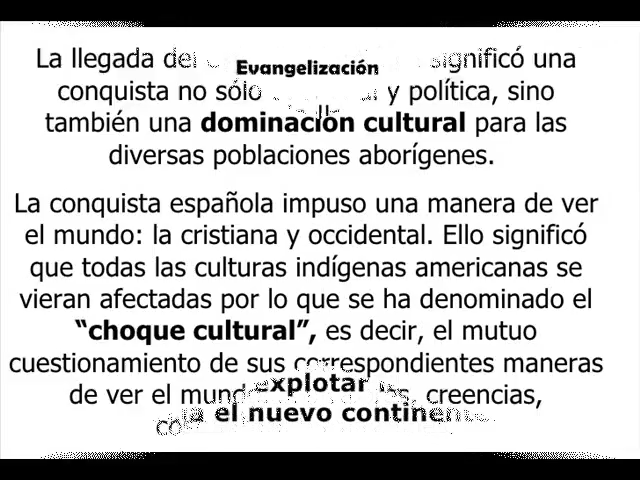 La llegada del
Evangelización
significó una
conquista no sólo y política, sino
también una dominación cultural para las
diversas poblaciones aborígenes.
La conquista española impuso una manera de ver
el mundo: la cristiana y occidental. Ello significó
que todas las culturas indígenas americanas se
vieran afectadas por lo que se ha denominado el
“choque cultural”, es decir, el mutuo
cuestionamiento de sus correspondientes maneras
de ver el explotar creencias,
el nuevo continente